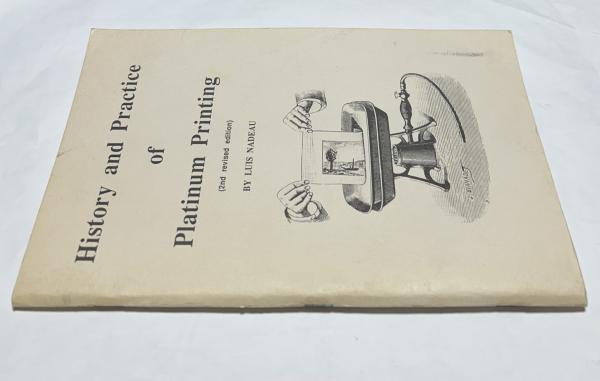 History and Practice
of
Platinum Printing
(2nd revised edition)
BY LUIS NADEAU